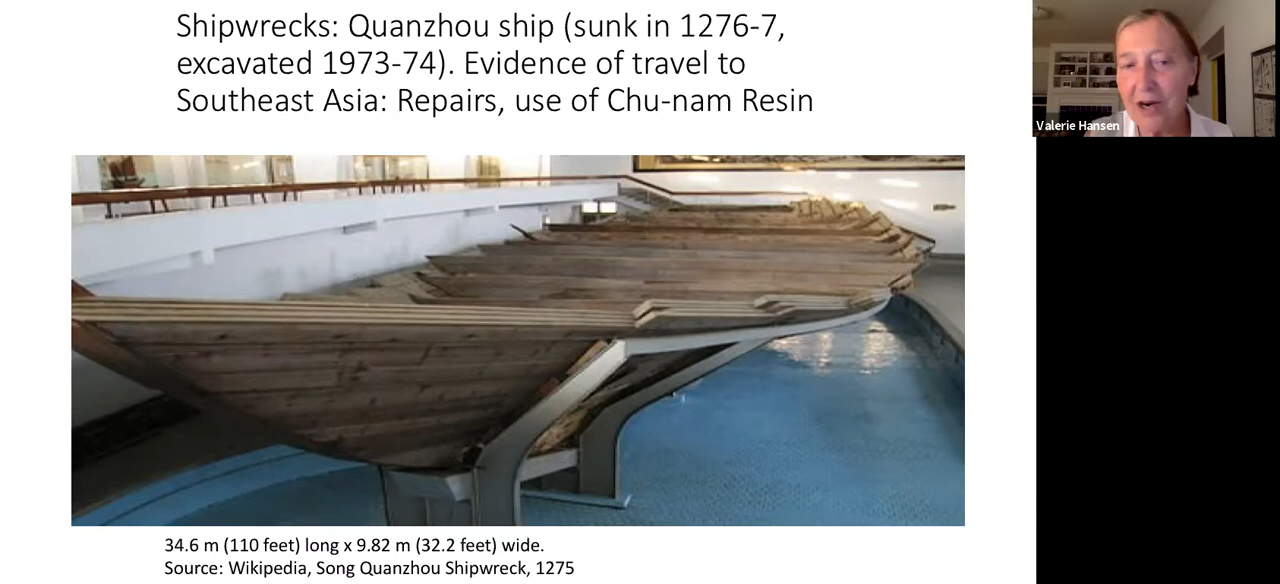 Shipwrecks: Quanzhou ship (sunk in 1276-7,
excavated 1973-74). Evidence of travel to
Southeast Asia: Repairs, use of Chu-nam Resin
Valerie Hansen
34.6 m (110 feet) long x 9.82 m (32.2 feet) wide.
Source: Wikipedia, Song Quanzhou Shipwreck, 1275